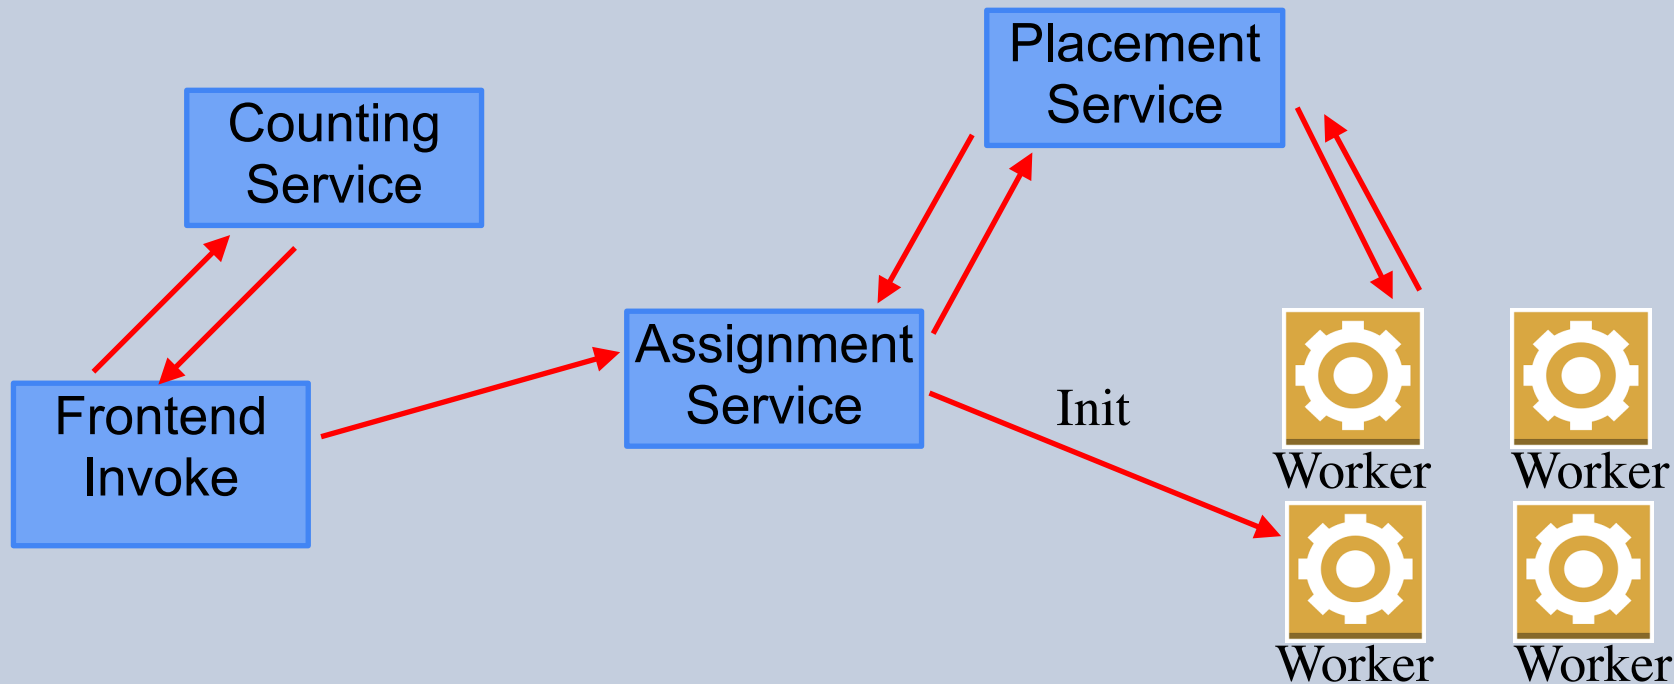 Placement
Service
Counting
Service
Assignment
Service
Frontend
Invoke
Init
Worker
Worker
Worker
Worker